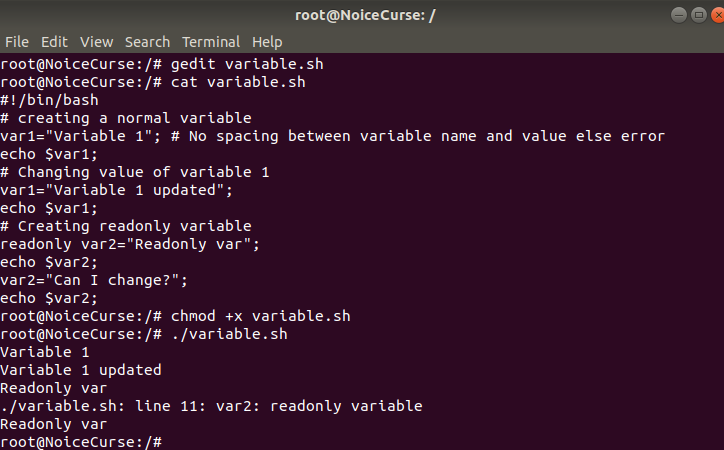 root@NoiceCurse: /
File Edit View Search Terminal Help
root@NoiceCurse:/# gedit variable.sh
root@NoiceCurse:/# cat variable.sh
#!/bin/bash
# creating a normal variable
var1="Variable 1"; # No spacing between variable name and value else error
echo $var1;
# Changing value of variable 1
var1="Variable 1 updated";
echo $var1;
# Creating readonly variable
readonly var2="Readonly var";
echo $var2;
var2="Can I change?";
echo $var2;
root@NoiceCurse:/# chmod +x variable.sh
root@NoiceCurse:/# ./variable.sh
Variable 1
Variable 1 updated
Readonly var
./variable.sh: line 11: var2: readonly variable
Readonly var
root@NoiceCurse:/#